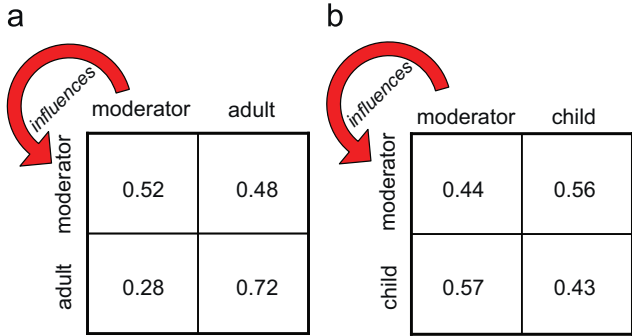 a
influences
moderator adult
moderator
0.52 0.48
adult
0.28 0.72
b
influences
moderator child
moderator
0.44 0.56
child
0.57 0.43